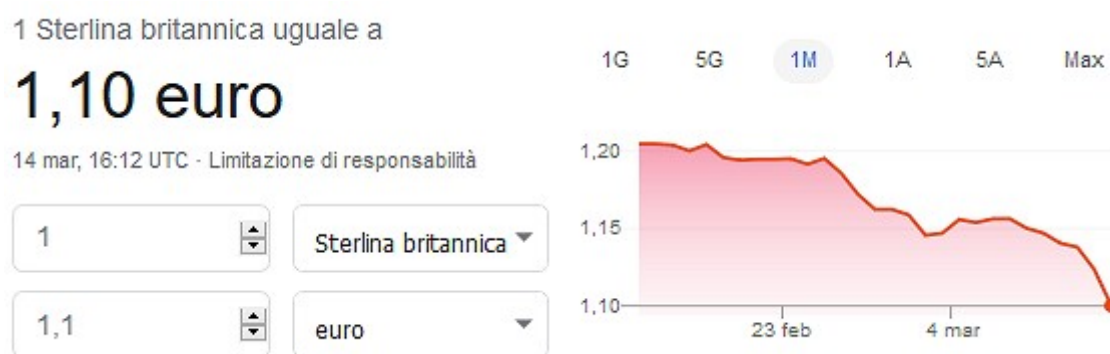 1 Sterlina britannica uguale a
1,10 euro
14 mar, 16:12 UTC · Limitazione di responsabilità
1
Sterlina britannica
1,1
euro
1G 5G 1M 1A 5A Max
1,20
1,15
1,10
23 feb 4 mar